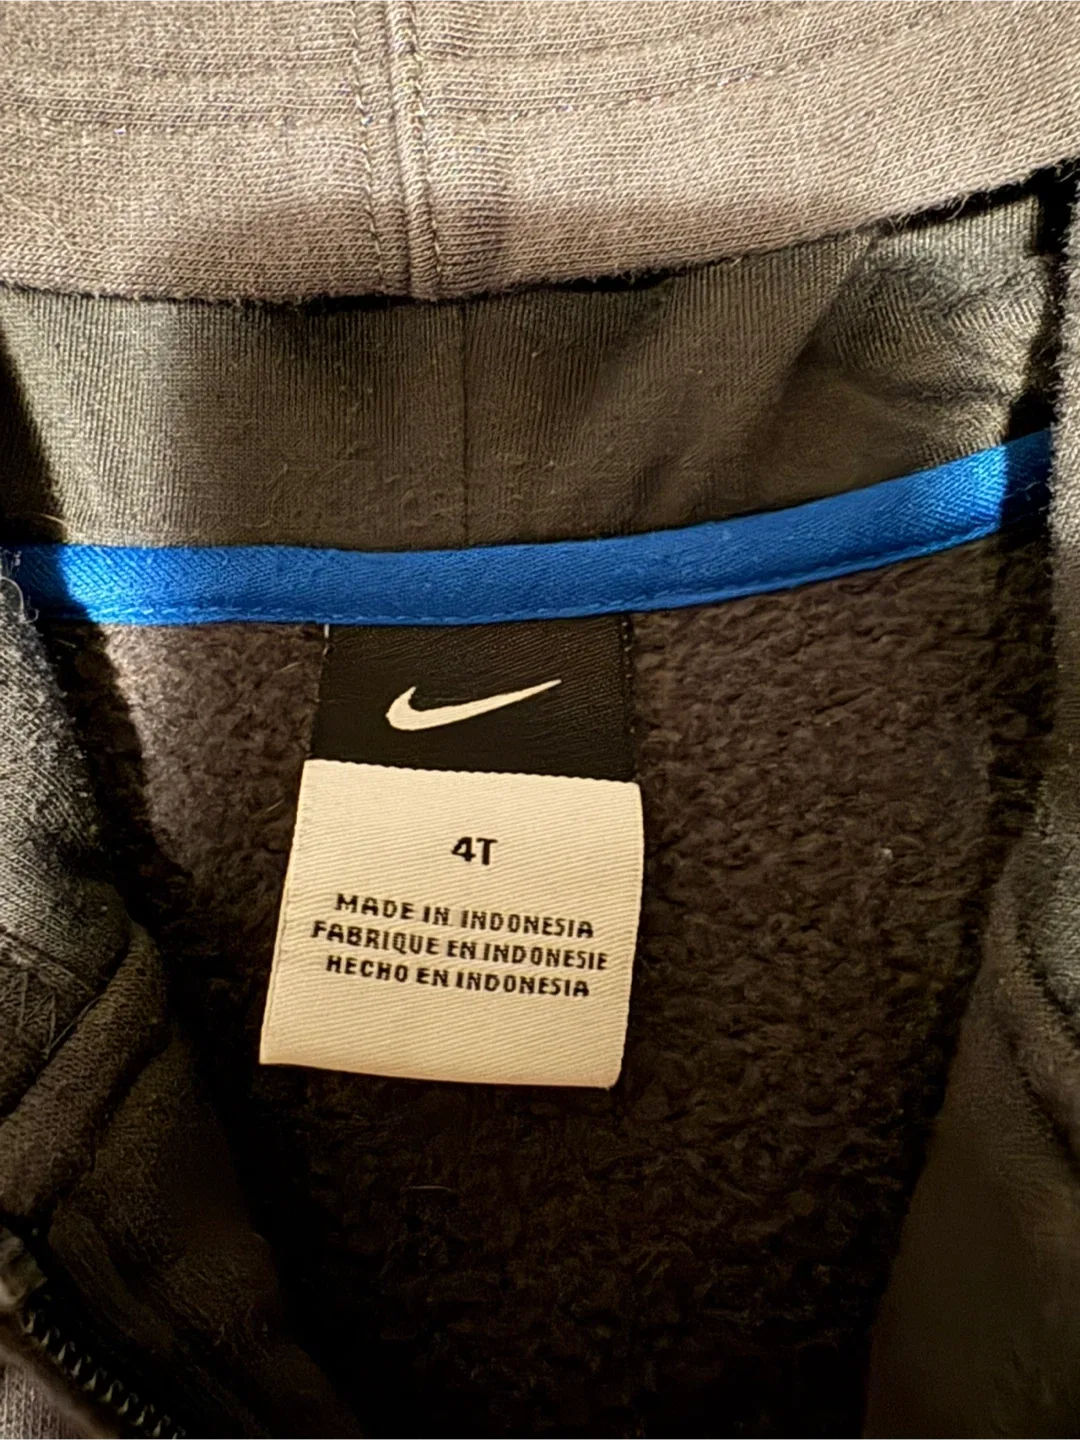 4T
MADE IN INDONESIA
FABRIQUE EN INDONESIE
HECHO EN INDONESIA